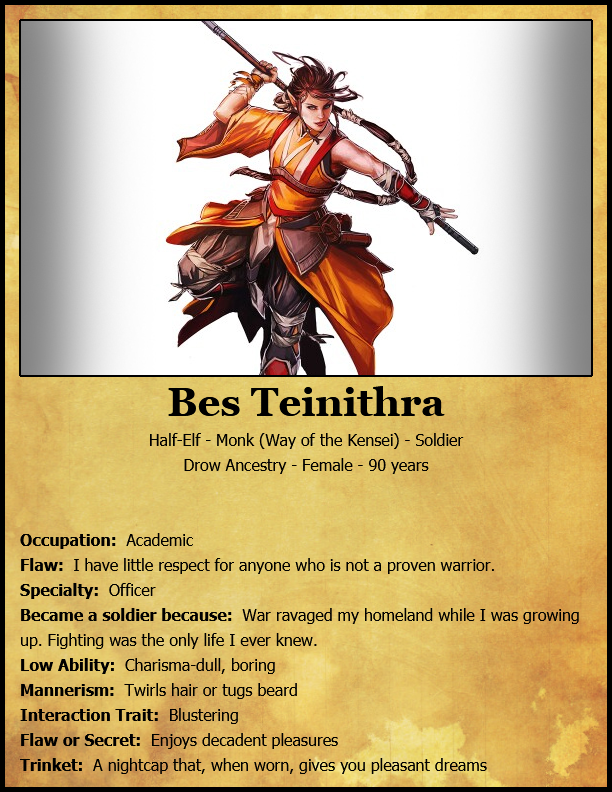 Bes Teinithra
Half-Elf - Monk (Way of the Kensei) - Soldier
Drow Ancestry - Female - 90 years
Occupation: Academic
Flaw: I have little respect for anyone who is not a proven warrior.
Specialty: Officer
Became a soldier because: War ravaged my homeland while I was growing
up. Fighting was the only life I ever knew.
Low Ability: Charisma-dull, boring
Mannerism: Twirls hair or tugs beard
Interaction Trait: Blustering
Flaw or Secret: Enjoys decadent pleasures
Trinket: A nightcap that, when worn, gives you pleasant dreams